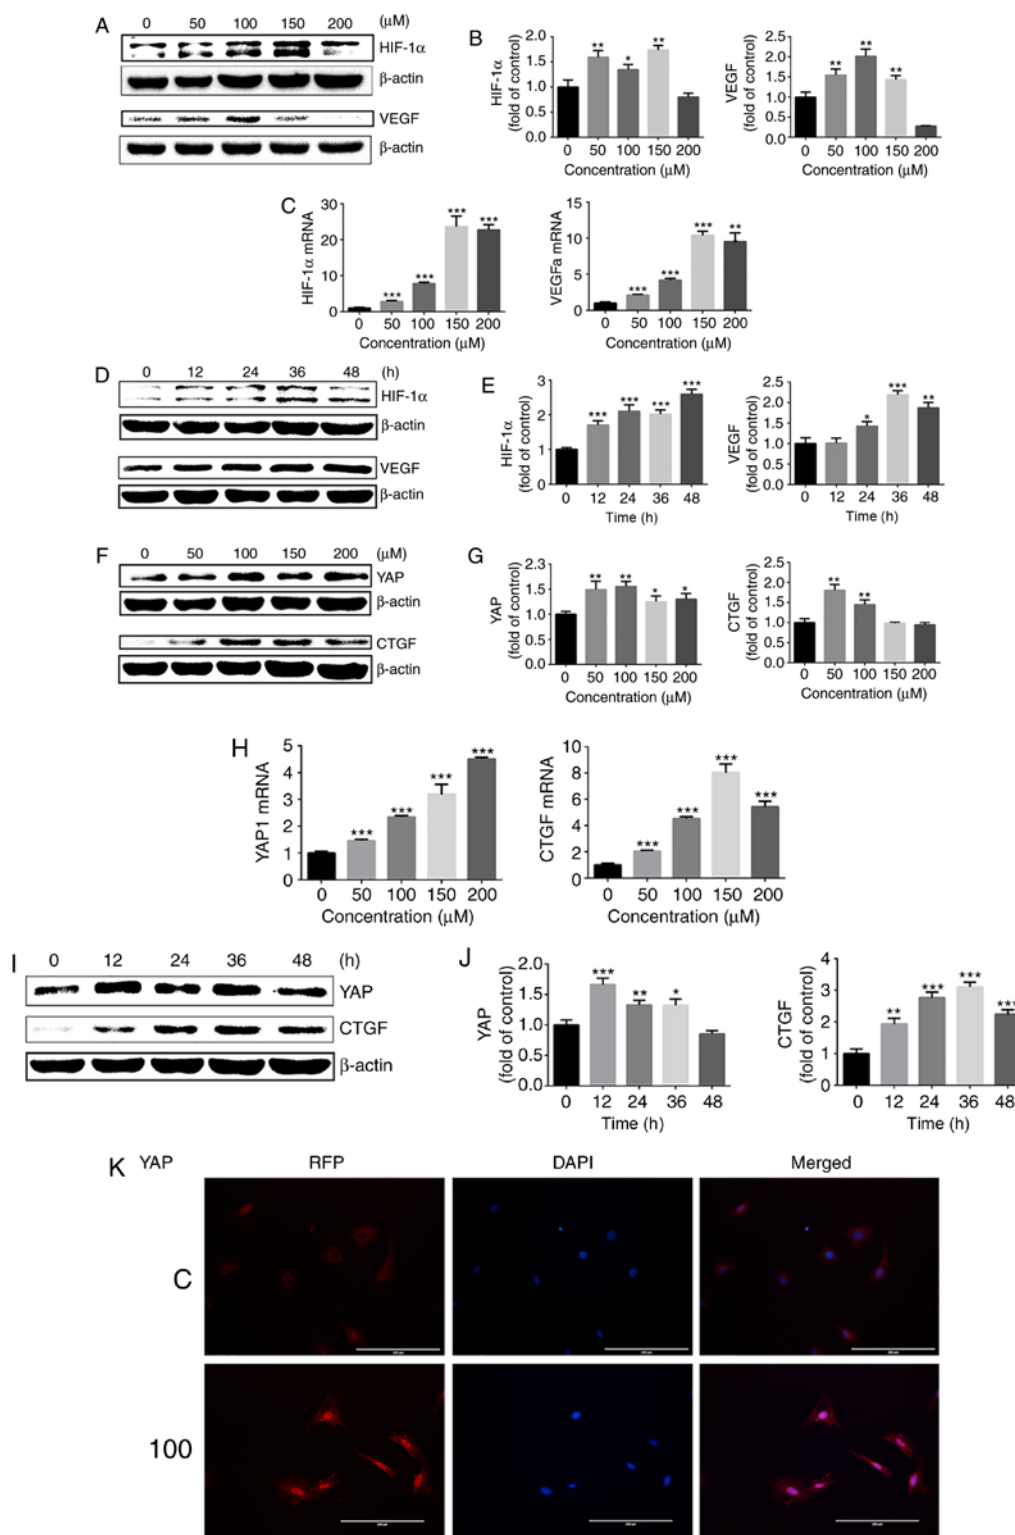 A (μM) 0 50 100 150 200
HIF-1α
β-actin
VEGF
β-actin
B
HIF-1α
(fold of control)
2.0
1.5
1.0
0.5
0.0
** * **
0 50 100 150 200
Concentration (μM)
VEGF
(fold of control)
2.5
2.0
1.5
1.0
0.5
0.0
** ** **
0 50 100 150 200
Concentration (μM)
C
HIF-1α mRNA
30
20
10
0
*** *** *** ***
0 50 100 150 200
Concentration (μM)
VEGFa mRNA
15
10
5
0
*** *** *** **
0 50 100 150 200
Concentration (μM)
D 0 12 24 36 48 (h)
HIF-1α
β-actin
VEGF
β-actin
E
HIF-1α
(fold of control)
3
2
1
0
*** *** *** ***
0 12 24 36 48
Time (h)
VEGF
(fold of control)
2.5
2.0
1.5
1.0
0.5
0.0
* *** **
0 12 24 36 48
Time (h)
F 0 50 100 150 200 (μM)
YAP
β-actin
CTGF
β-actin
G
YAP
(fold of control)
2.3
1.5
1.0
0.5
0.0
** ** * *
0 50 100 150 200
Concentration (μM)
CTGF
(fold of control)
2.5
2.0
1.5
1.0
0.5
0.0
** **
0 50 100 150 200
Concentration (μM)
H
YAP1 mRNA
5
4
3
2
1
0
*** *** *** ***
0 50 100 150 200
Concentration (μM)
CTGF mRNA
10
8
6
4
2
0
*** *** *** ***
0 50 100 150 200
Concentration (μM)
I 0 12 24 36 48 (h)
YAP
CTGF
β-actin
J
YAP
(fold of control)
2.0
1.5
1.0
0.5
0.0
*** ** *
0 12 24 36 48
Time (h)
CTGF
(fold of control)
4
3
2
1
0
** *** *** ***
0 12 24 36 48
Time (h)
K YAP RFP DAPI Merged
C
100